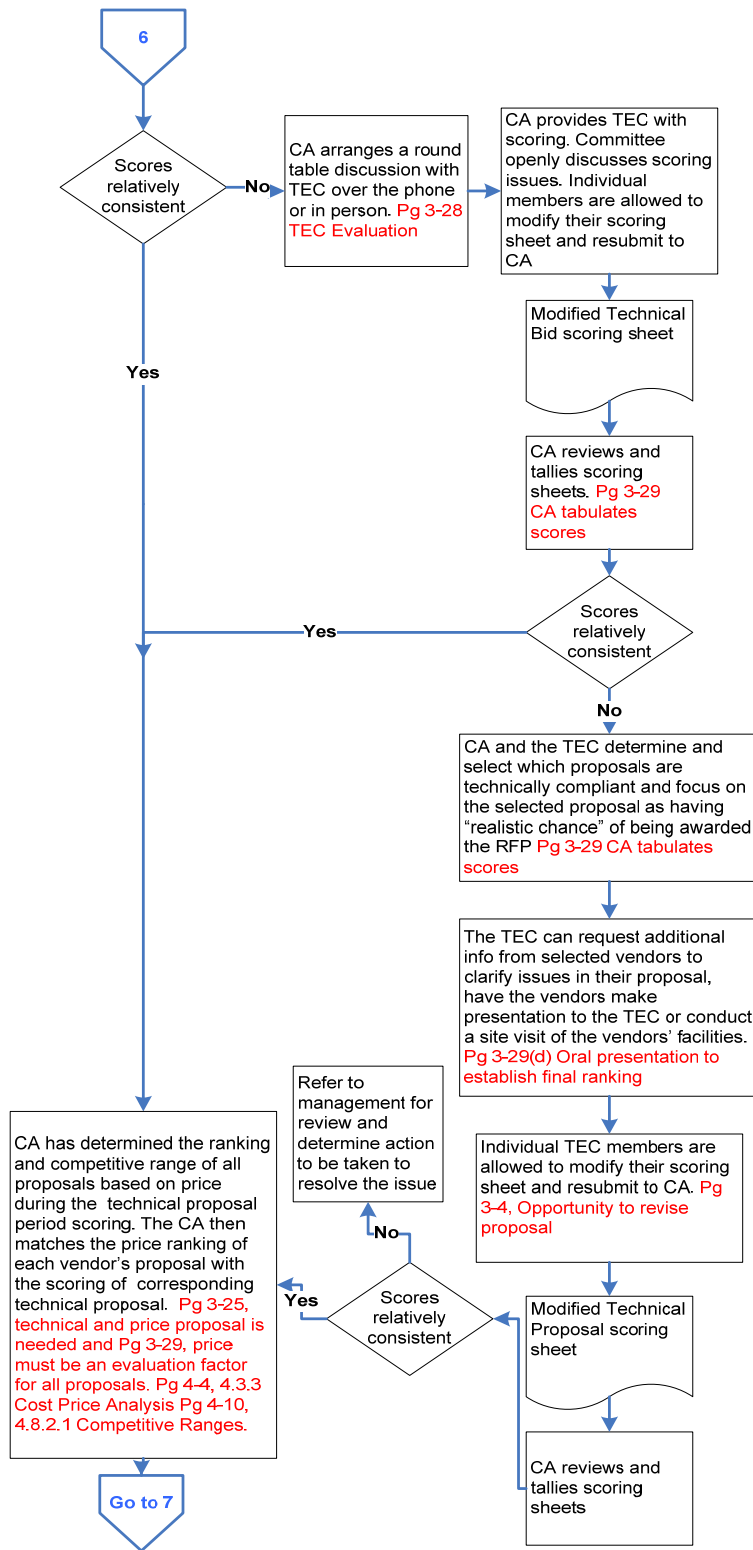 6
Scores
relatively
consistent
No
CA arranges a round
table discussion with
TEC over the phone
or in person. Pg 3-28
TEC Evaluation
CA provides TEC with
scoring. Committee
openly discusses scoring
issues. Individual
members are allowed to
modify their scoring
sheet and resubmit to
CA
Modified Technical
Bid scoring sheet
Yes
CA reviews and
tallies scoring
sheets. Pg 3-29
CA tabulates
scores
Scores
relatively
consistent
Yes
No
CA and the TEC determine and
select which proposals are
technically compliant and focus on
the selected proposal as having
“realistic chance” of being awarded
the RFP Pg 3-29 CA tabulates
scores
The TEC can request additional
info from selected vendors to
clarify issues in their proposal,
have the vendors make
presentation to the TEC or conduct
a site visit of the vendors’ facilities.
Pg 3-29(d) Oral presentation to
establish final ranking
Individual TEC members are
allowed to modify their scoring
sheet and resubmit to CA. Pg
3-4, Opportunity to revise
proposal
Modified Technical
Proposal scoring
sheet
CA reviews and
tallies scoring
sheets
Scores
relatively
consistent
No
Refer to
management for
review and
determine action
to be taken to
resolve the issue
Yes
CA has determined the ranking
and competitive range of all
proposals based on price
during the technical proposal
period scoring. The CA then
matches the price ranking of
each vendor’s proposal with
the scoring of corresponding
technical proposal. Pg 3-25,
technical and price proposal is
needed and Pg 3-29, price
must be an evaluation factor
for all proposals. Pg 4-4, 4.3.3
Cost Price Analysis Pg 4-10,
4.8.2.1 Competitive Ranges.
Go to 7